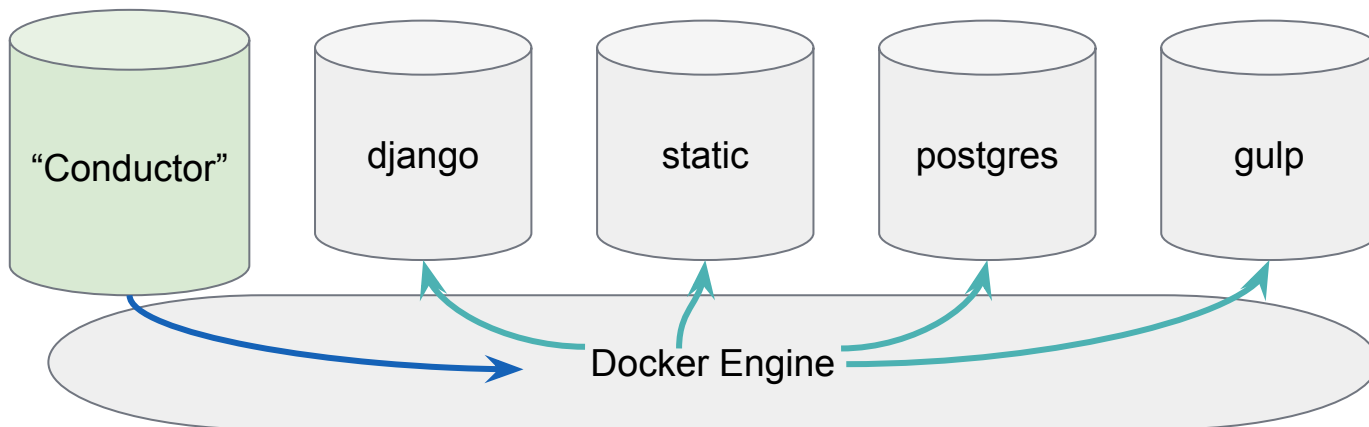 “Conductor”
django
static
postgres
gulp
Docker Engine